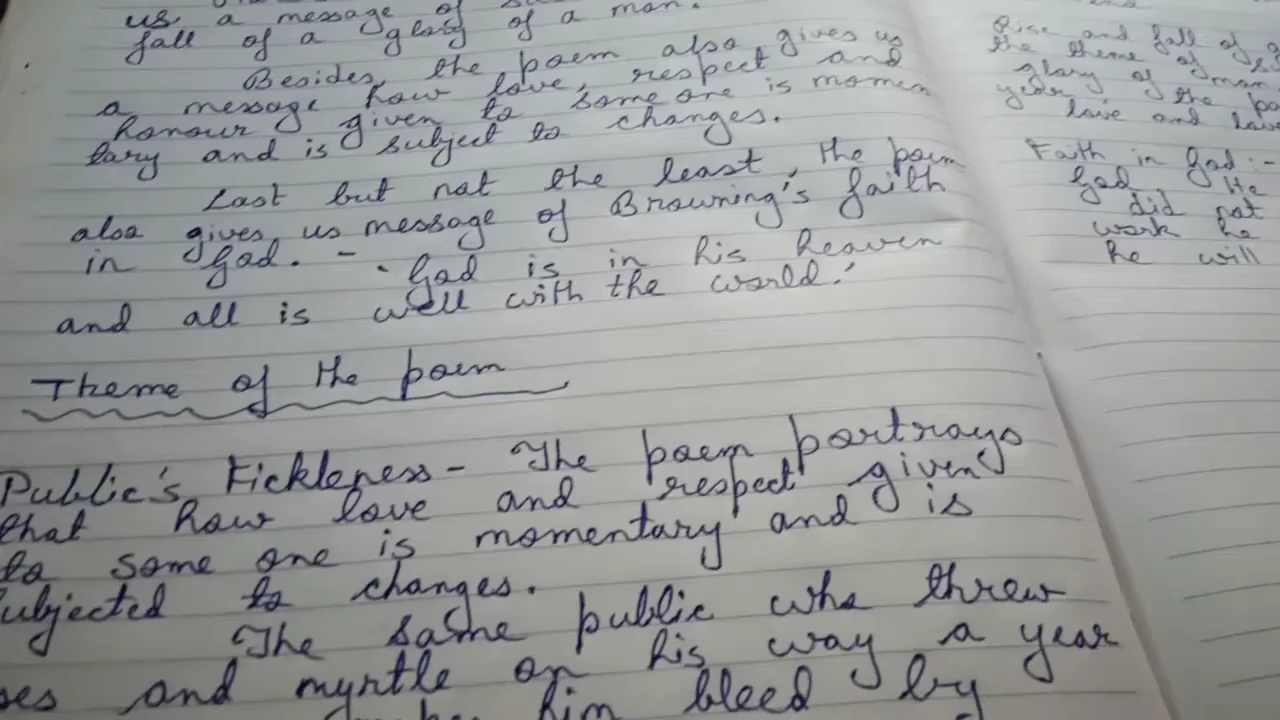 us a message of
fall of a glory of a man.
Besides, the poem also gives us
a message how love, respect and
honour given to some one is momen
tary and is subject to changes.
Last but not the least, the poem
also gives us message of Browning's faith
in God. - "God is in his heaven
and all is well with the world."
Theme of the poem
Public's Fickleness - The poem portrays
that how love and respect given
to some one is momentary and is
ubjected to changes.
The same public who threw
ses and myrtle on his way a year
him bleed by
Rise and fall of
the theme of
glory of man
year of the
love and
Faith in God :-
God He
did not
work he
he will